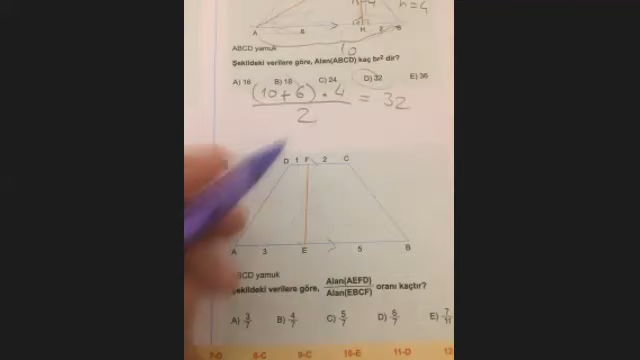 h=4
A 8 H 2 B
10
ABCD yamuk
Şekildeki verilere göre, Alan(ABCD) kaç br² dir?
A) 16 B) 18 C) 24 D) 32 E) 36
(10+6) . 4 / 2 = 32
D 1 F 2 C
A 3 E 5 B
ABCD yamuk
Şekildeki verilere göre, Alan(AEFD) / Alan(EBCF) oranı kaçtır?
A) 3/7 B) 4/7 C) 5/7 D) 6/7 E) 7/11
7-D 8-C 9-C 10-E 11-D